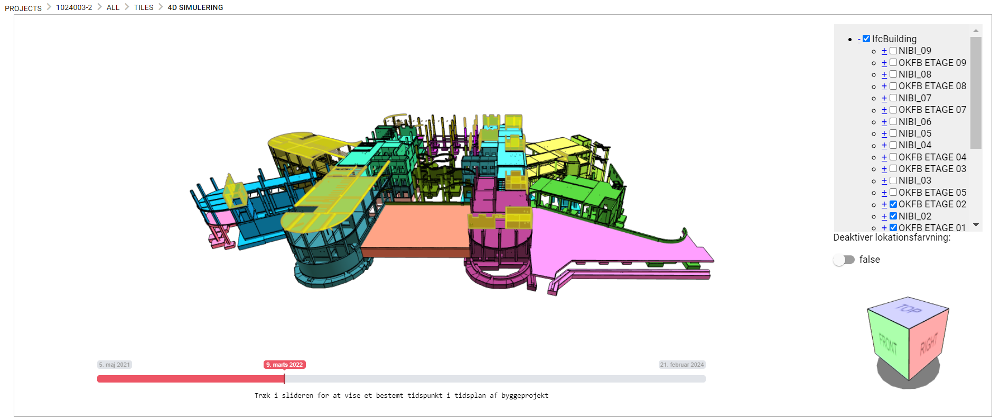 PROJECTS > 1024003-2 > ALL > TILES > 4D SIMULERING
- IfcBuilding
+ NIBI_09
+ OKFB ETAGE 09
+ NIBI_08
+ OKFB ETAGE 08
+ NIBI_07
+ OKFB ETAGE 07
+ NIBI_06
+ NIBI_05
+ NIBI_04
+ OKFB ETAGE 04
+ OKFB ETAGE 03
+ NIBI_03
+ OKFB ETAGE 05
+ OKFB ETAGE 02
+ NIBI_02
+ OKFB ETAGE 01
Deaktiver lokationsfarvning:
false
TOP
FRONT
RIGHT
5. maj 2021
9. marts 2022
21. februar 2024
Træk i slideren for at vise et bestemt tidspunkt i tidsplan af byggeprojekt